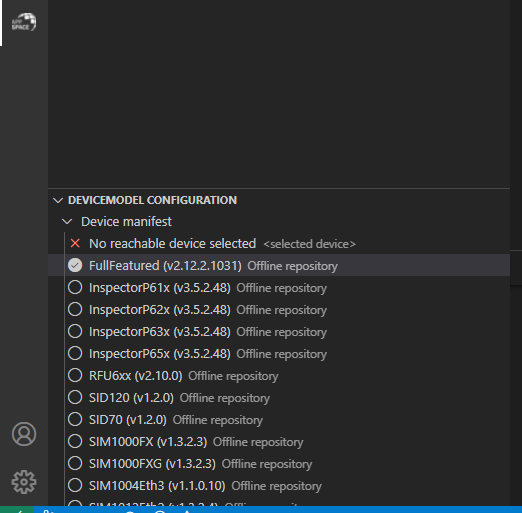 APP
SPACE
DEVICEMODEL CONFIGURATION
Device manifest
No reachable device selected <selected device>
FullFeatured (v2.12.2.1031) Offline repository
InspectorP61x (v3.5.2.48) Offline repository
InspectorP62x (v3.5.2.48) Offline repository
InspectorP63x (v3.5.2.48) Offline repository
InspectorP65x (v3.5.2.48) Offline repository
RFU6xx (v2.10.0) Offline repository
SID120 (v1.2.0) Offline repository
SID70 (v1.2.0) Offline repository
SIM1000FX (v1.3.2.3) Offline repository
SIM1000FXG (v1.3.2.3) Offline repository
SIM1004Eth3 (v1.1.0.10) Offline repository